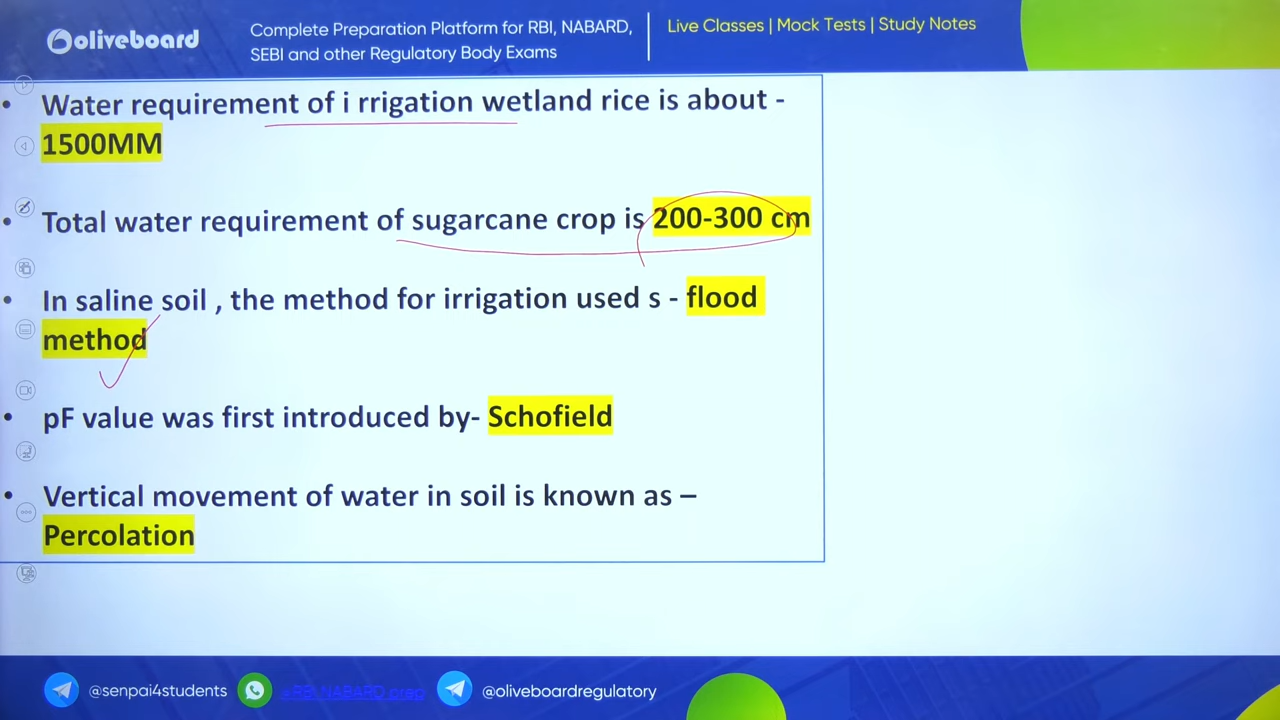 oliveboard
Complete Preparation Platform for RBI, NABARD,
SEBI and other Regulatory Body Exams
Live Classes | Mock Tests | Study Notes
• Water requirement of i rrigation wetland rice is about -
1500MM
• Total water requirement of sugarcane crop is 200-300 cm
• In saline soil , the method for irrigation used s - flood
method
• pF value was first introduced by- Schofield
• Vertical movement of water in soil is known as –
Percolation
@senpai4students
RBI NABARD prep
@oliveboardregulatory